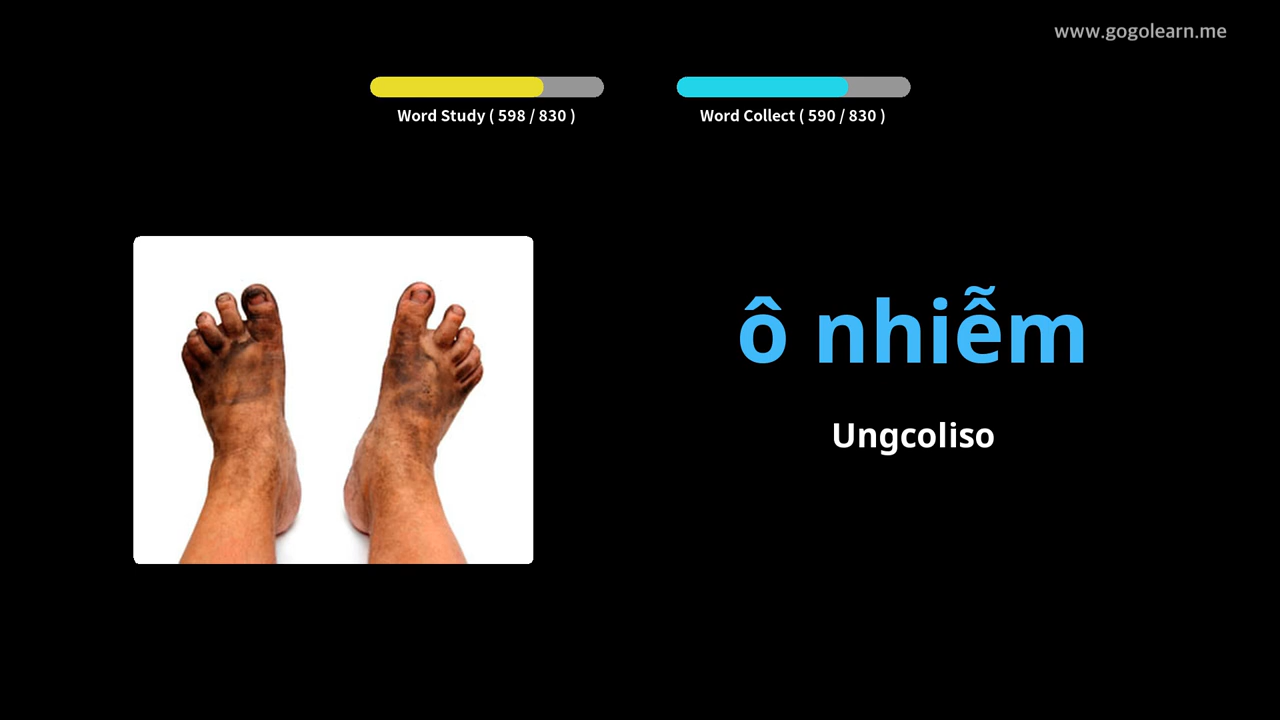 www.gogolearn.me
Word Study ( 598 / 830 )
Word Collect ( 590 / 830 )
ô nhiễm
Ungcoliso